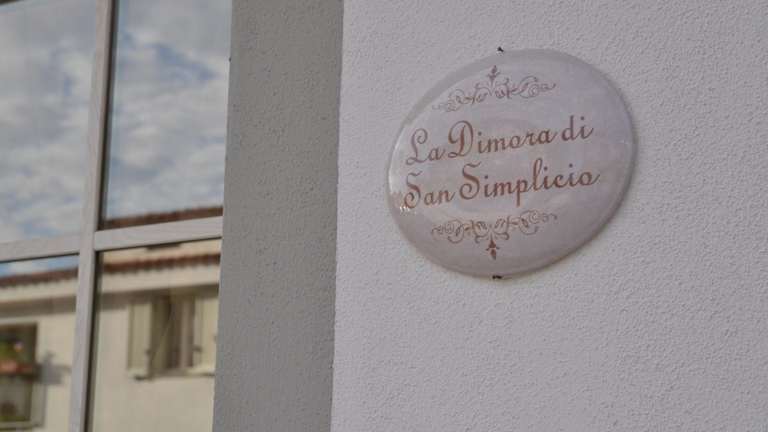 La Dimora di
San Simplicio